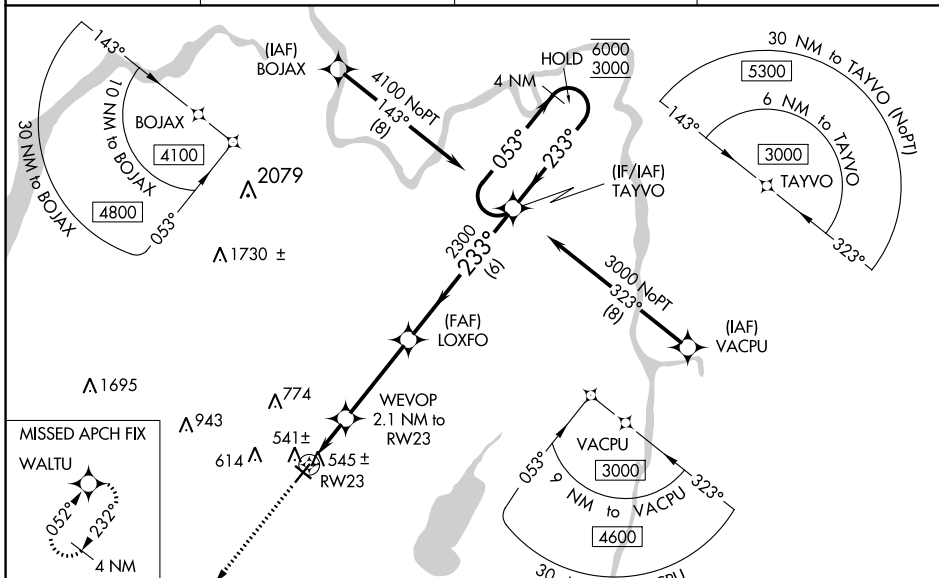 143°
30 NM to BOJAX
10 NM to BOJAX
BOJAX
4100
4800
053°
(IAF)
BOJAX
4100 NoPT
143°
(8)
HOLD
6000
3000
4 NM
053°
233°
(IF/IAF)
TAYVO
30 NM to TAYVO (NoPT)
5300
6 NM to TAYVO
143°
3000
TAYVO
323°
2079
1730 ±
2300
233°
(6)
3000 NoPT
323°
(8)
(IAF)
VACPU
(FAF)
LOXFO
1695
774
943
WEVOP
2.1 NM to
RW23
541±
614
545 ±
RW23
VACPU
3000
053°
323°
9 NM to VACPU
4600
MISSED APCH FIX
WALTU
052°
232°
4 NM